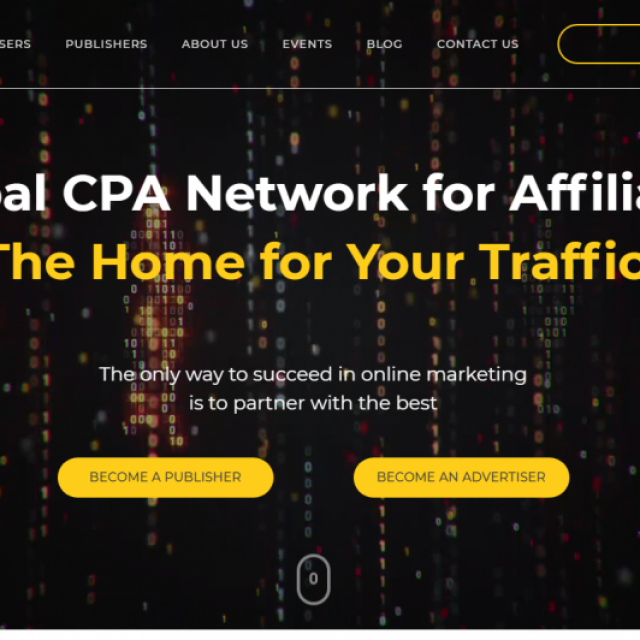 SERS PUBLISHERS ABOUT US EVENTS BLOG CONTACT US
al CPA Network for Affilia
The Home for Your Traffic
The only way to succeed in online marketing
is to partner with the best
BECOME A PUBLISHER BECOME AN ADVERTISER